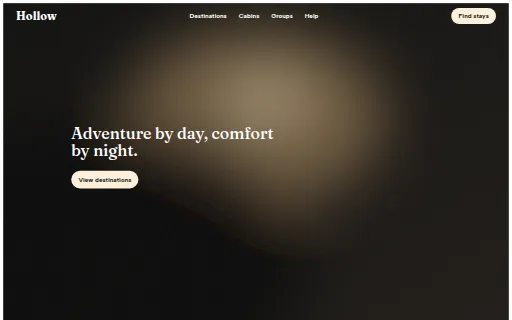 Hollow
Destinations Cabins Groups Help
Find stays
Adventure by day, comfort
by night.
View destinations